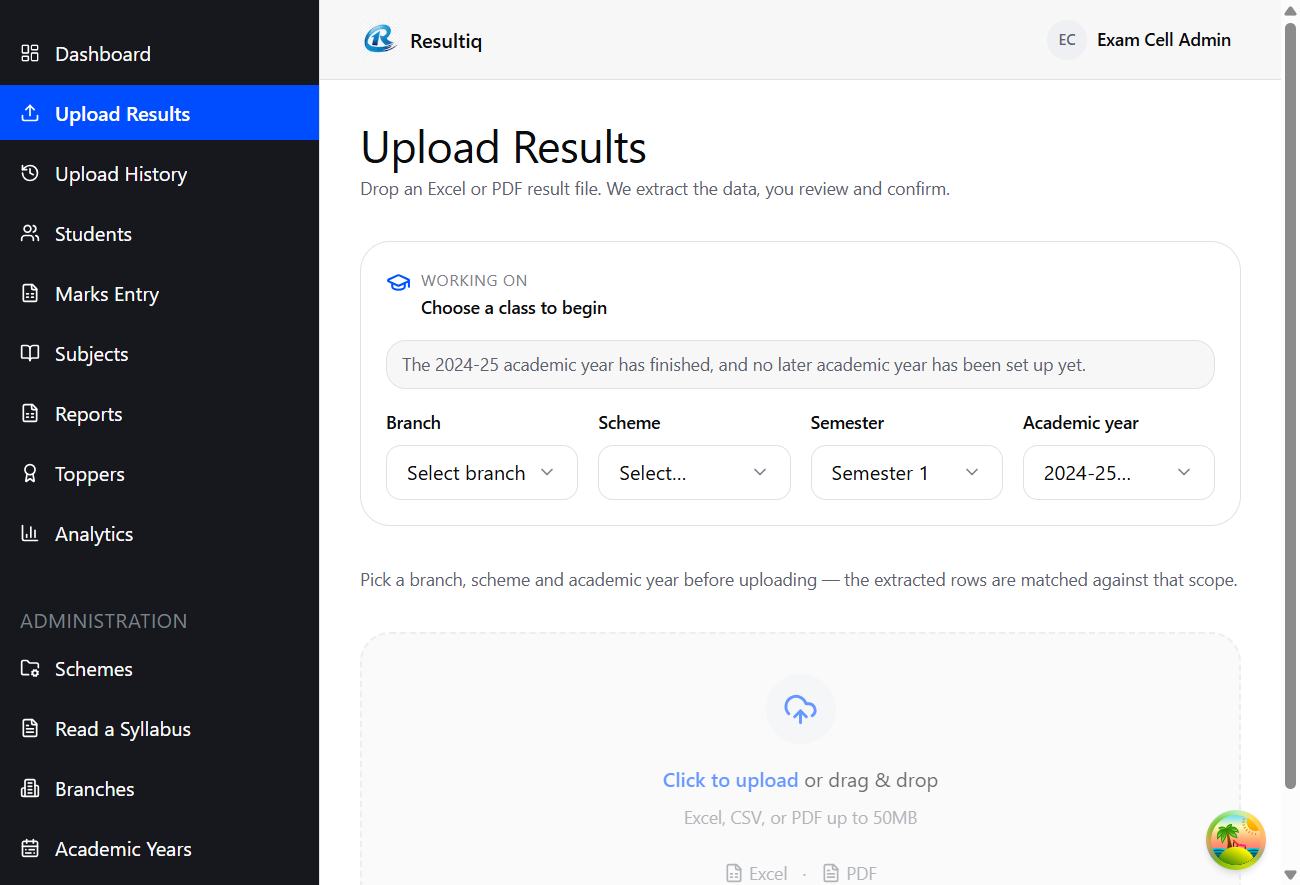 Dashboard
Upload Results
Upload History
Students
Marks Entry
Subjects
Reports
Toppers
Analytics
ADMINISTRATION
Schemes
Read a Syllabus
Branches
Academic Years
Resultiq
EC
Exam Cell Admin
Upload Results
Drop an Excel or PDF result file. We extract the data, you review and confirm.
WORKING ON
Choose a class to begin
The 2024-25 academic year has finished, and no later academic year has been set up yet.
Branch Scheme Semester Academic year
Select branch Select... Semester 1 2024-25...
Pick a branch, scheme and academic year before uploading — the extracted rows are matched against that scope.
Click to upload or drag & drop
Excel, CSV, or PDF up to 50MB
Excel · PDF